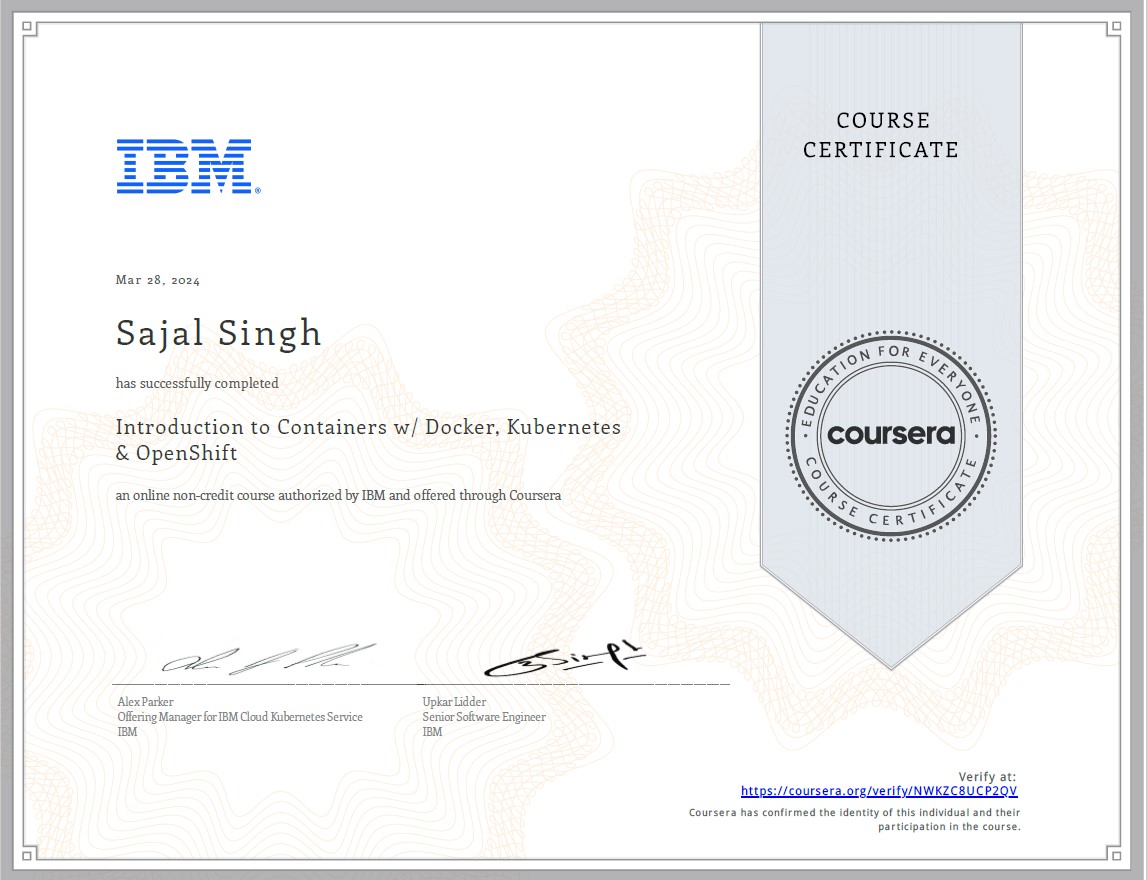 COURSE
CERTIFICATE
IBM®
Mar 28, 2024
Sajal Singh
has successfully completed
Introduction to Containers w/ Docker, Kubernetes
& OpenShift
an online non-credit course authorized by IBM and offered through Coursera
EDUCATION FOR EVERYONE
coursera
COURSE CERTIFICATE
Alex Parker
Offering Manager for IBM Cloud Kubernetes Service
IBM
Upkar Lidder
Senior Software Engineer
IBM
Verify at:
https://coursera.org/verify/NWKZC8UCP2QV
Coursera has confirmed the identity of this individual and their
participation in the course.